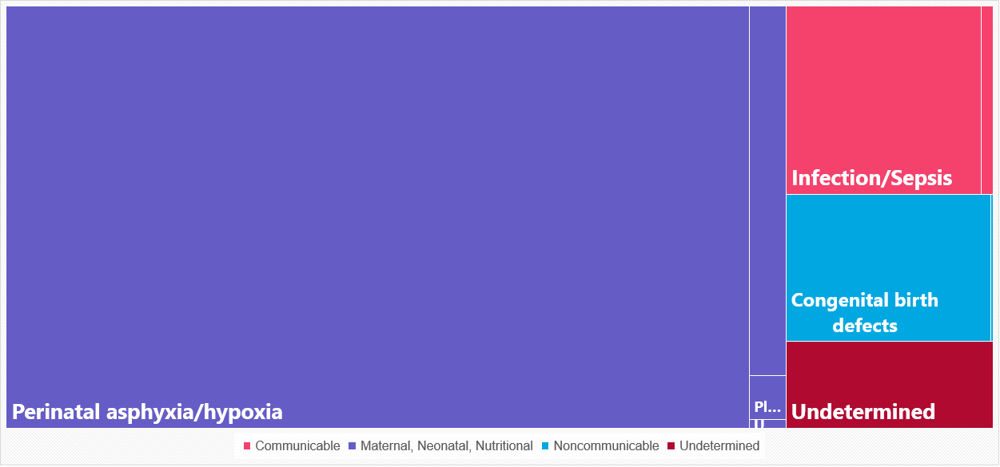 Infection/Sepsis
Congenital birth
defects
Perinatal asphyxia/hypoxia
Pl...
U
Undetermined
Communicable Maternal, Neonatal, Nutritional Noncommunicable Undetermined